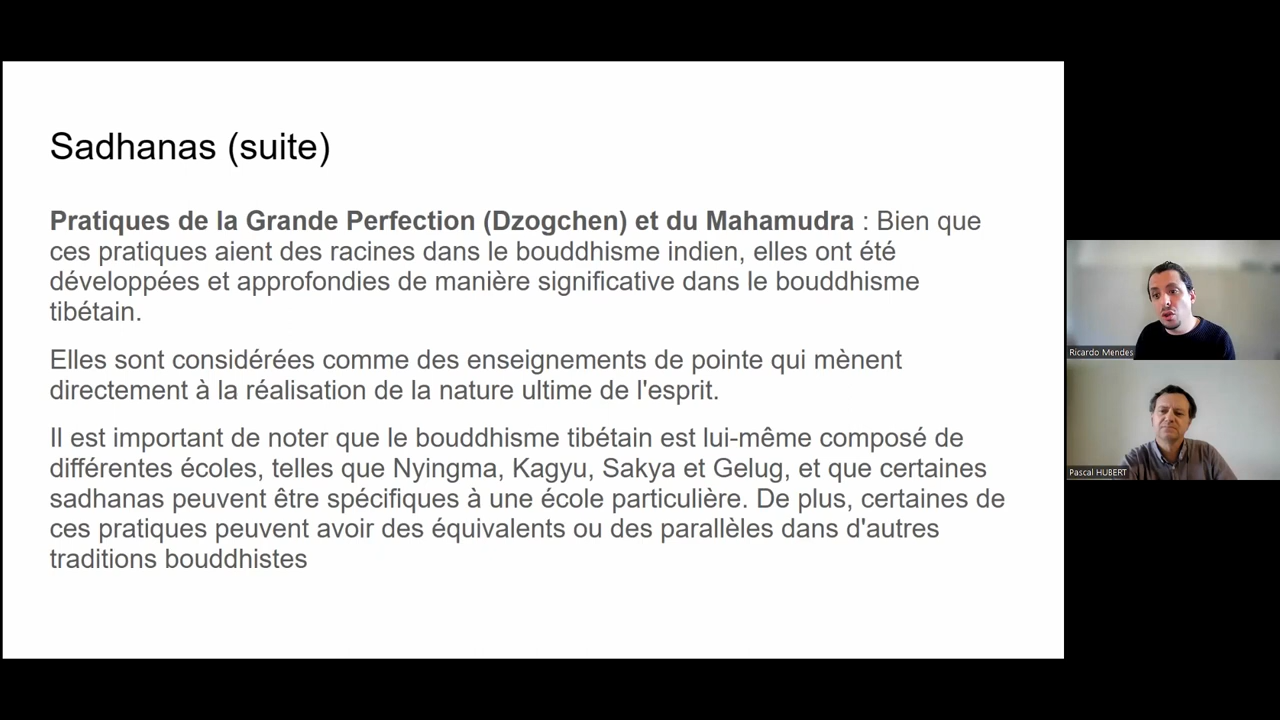 Sadhanas (suite)
Pratiques de la Grande Perfection (Dzogchen) et du Mahamudra : Bien que
ces pratiques aient des racines dans le bouddhisme indien, elles ont été
développées et approfondies de manière significative dans le bouddhisme
tibétain.
Elles sont considérées comme des enseignements de pointe qui mènent
directement à la réalisation de la nature ultime de l'esprit.
Il est important de noter que le bouddhisme tibétain est lui-même composé de
différentes écoles, telles que Nyingma, Kagyu, Sakya et Gelug, et que certaines
sadhanas peuvent être spécifiques à une école particulière. De plus, certaines de
ces pratiques peuvent avoir des équivalents ou des parallèles dans d'autres
traditions bouddhistes
Ricardo Mendes
Pascal HUBERT